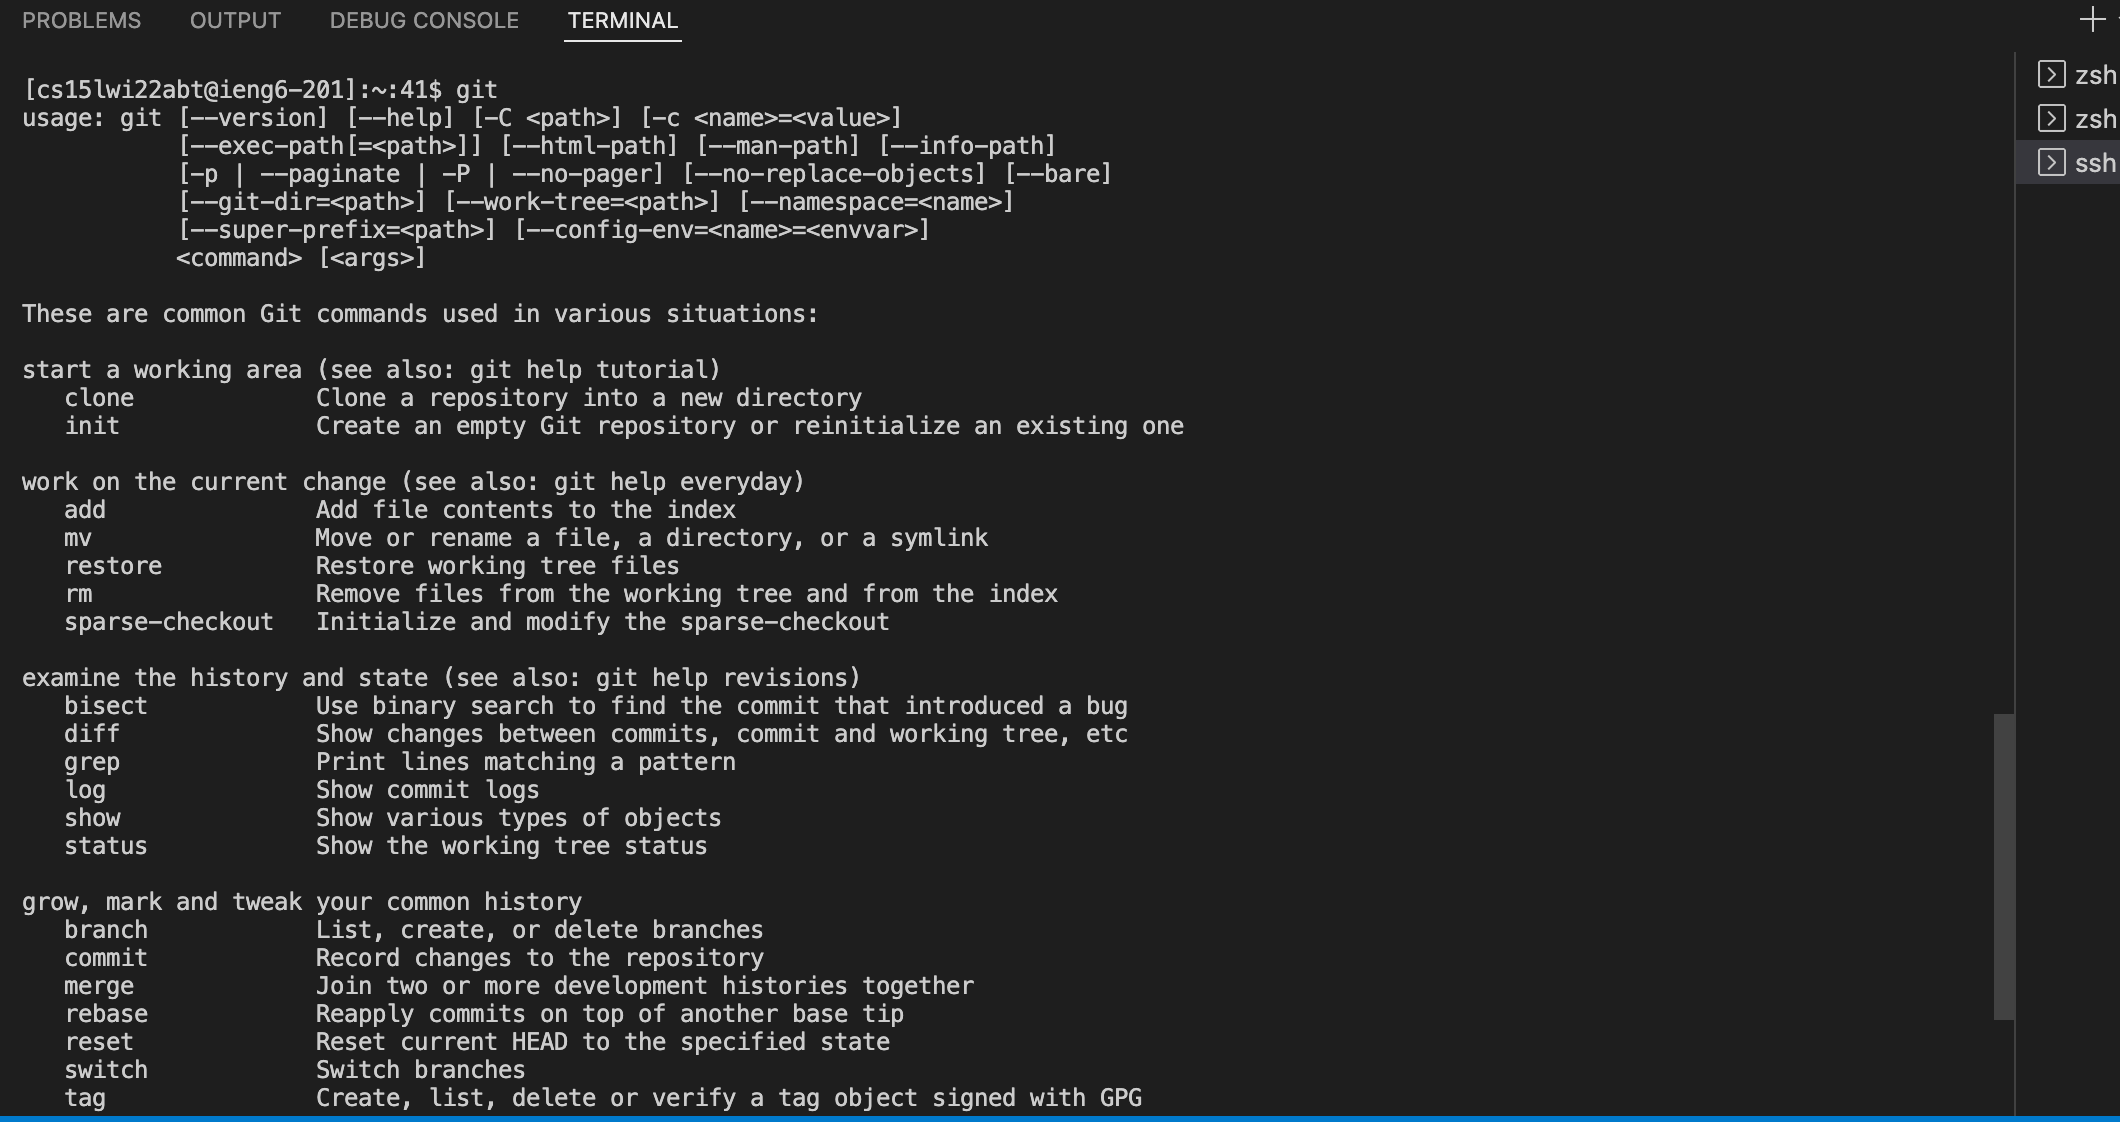 PROBLEMS OUTPUT DEBUG CONSOLE TERMINAL
[cs15lwi22abt@ieng6-201]:~:41$ git
usage: git [--version] [--help] [-C <path>] [-c <name>=<value>]
           [--exec-path[=<path>]] [--html-path] [--man-path] [--info-path]
           [-p | --paginate | -P | --no-pager] [--no-replace-objects] [--bare]
           [--git-dir=<path>] [--work-tree=<path>] [--namespace=<name>]
           [--super-prefix=<path>] [--config-env=<name>=<envvar>]
           <command> [<args>]
These are common Git commands used in various situations:
start a working area (see also: git help tutorial)
   clone             Clone a repository into a new directory
   init              Create an empty Git repository or reinitialize an existing one
work on the current change (see also: git help everyday)
   add               Add file contents to the index
   mv                Move or rename a file, a directory, or a symlink
   restore           Restore working tree files
   rm                Remove files from the working tree and from the index
   sparse-checkout   Initialize and modify the sparse-checkout
examine the history and state (see also: git help revisions)
   bisect            Use binary search to find the commit that introduced a bug
   diff              Show changes between commits, commit and working tree, etc
   grep              Print lines matching a pattern
   log               Show commit logs
   show              Show various types of objects
   status            Show the working tree status
grow, mark and tweak your common history
   branch            List, create, or delete branches
   commit            Record changes to the repository
   merge             Join two or more development histories together
   rebase            Reapply commits on top of another base tip
   reset             Reset current HEAD to the specified state
   switch            Switch branches
   tag               Create, list, delete or verify a tag object signed with GPG
zsh
zsh
ssh